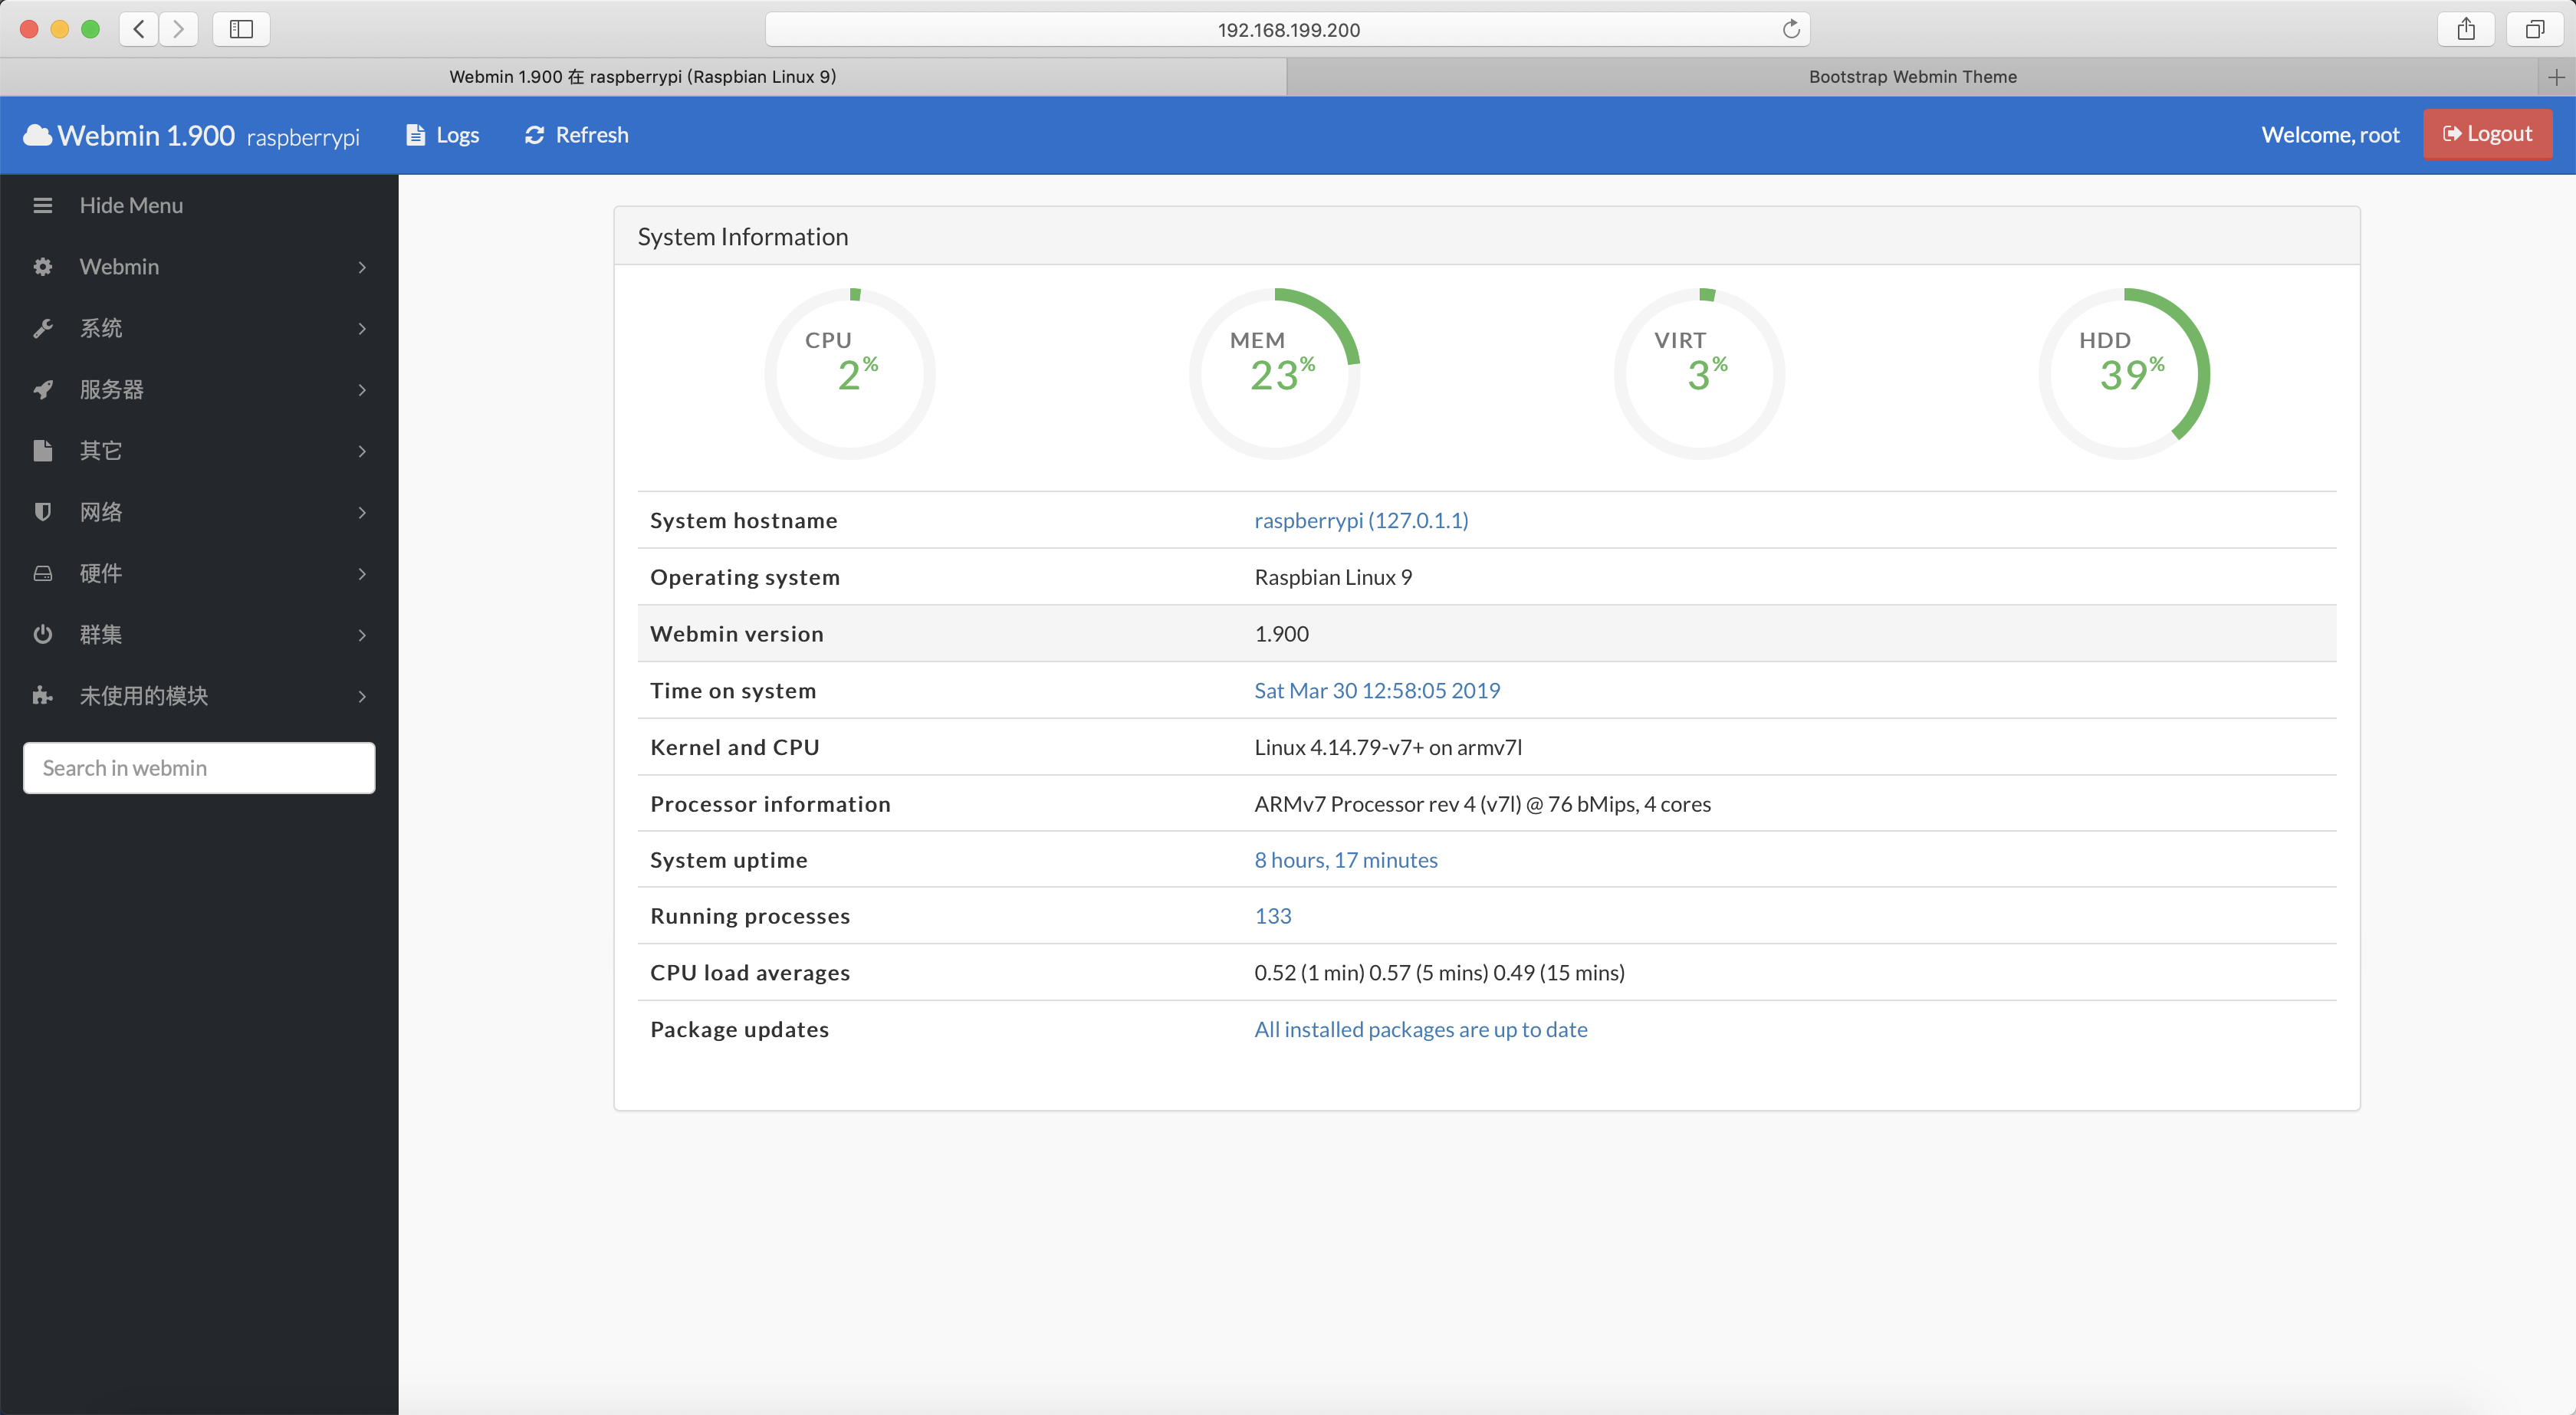 192.168.199.200
Webmin 1.900 在 raspberrypi (Raspbian Linux 9)
Bootstrap Webmin Theme
Webmin 1.900 raspberrypi
Logs
Refresh
Welcome, root
Logout
Hide Menu
Webmin
系统
服务器
其它
网络
硬件
群集
未使用的模块
Search in webmin
System Information
CPU
2%
MEM
23%
VIRT
3%
HDD
39%
System hostname raspberrypi (127.0.1.1)
Operating system Raspbian Linux 9
Webmin version 1.900
Time on system Sat Mar 30 12:58:05 2019
Kernel and CPU Linux 4.14.79-v7+ on armv7l
Processor information ARMv7 Processor rev 4 (v7l) @ 76 bMips, 4 cores
System uptime 8 hours, 17 minutes
Running processes 133
CPU load averages 0.52 (1 min) 0.57 (5 mins) 0.49 (15 mins)
Package updates All installed packages are up to date